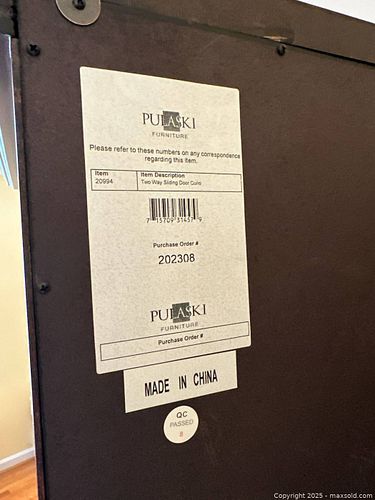 PULASKI
FURNITURE
Please refer to these numbers on any correspondence
regarding this item.
Item Item Description
20994 Two Way Sliding Door Curio
7 15709 31457 9
Purchase Order #
202308
PULASKI
FURNITURE
Purchase Order #
MADE IN CHINA
QC
PASSED
8
Copyright © 2025 - maxsold.com